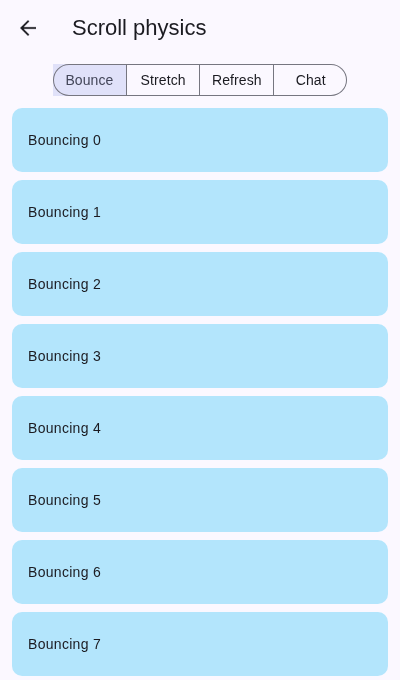 Scroll physics
Bounce Stretch Refresh Chat
Bouncing 0
Bouncing 1
Bouncing 2
Bouncing 3
Bouncing 4
Bouncing 5
Bouncing 6
Bouncing 7